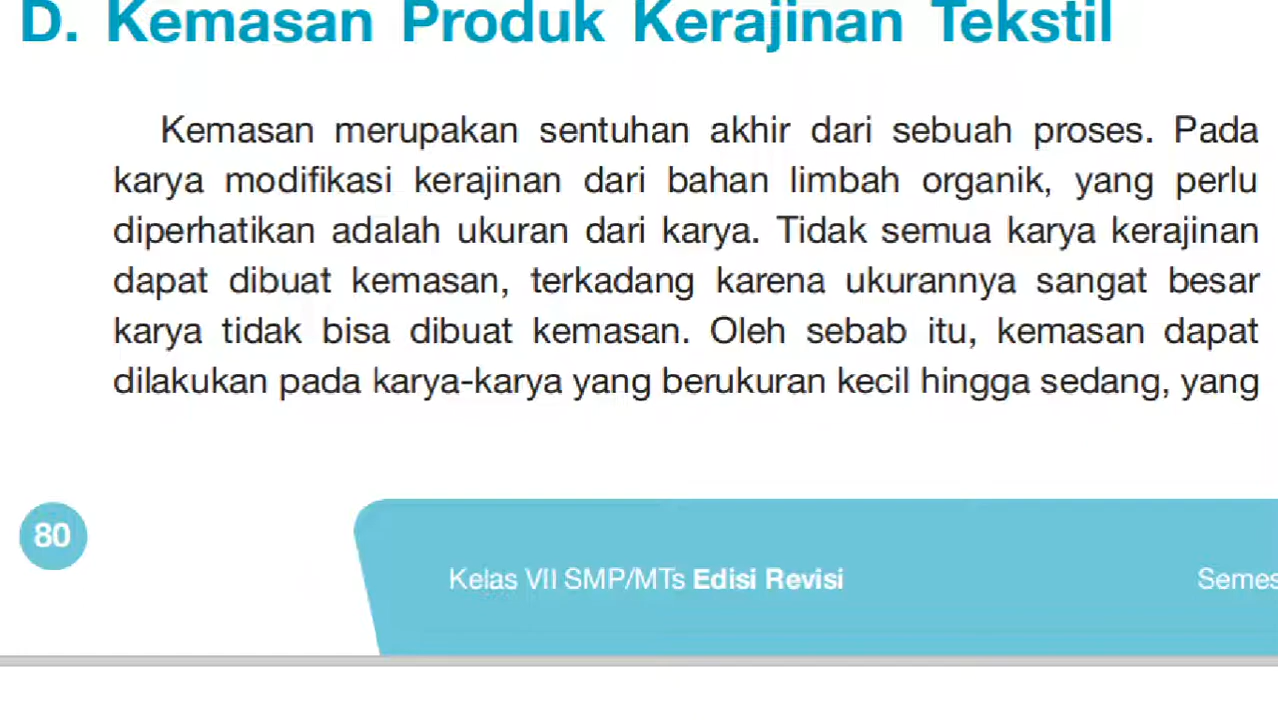 D. Kemasan Produk Kerajinan Tekstil
Kemasan merupakan sentuhan akhir dari sebuah proses. Pada
karya modifikasi kerajinan dari bahan limbah organik, yang perlu
diperhatikan adalah ukuran dari karya. Tidak semua karya kerajinan
dapat dibuat kemasan, terkadang karena ukurannya sangat besar
karya tidak bisa dibuat kemasan. Oleh sebab itu, kemasan dapat
dilakukan pada karya-karya yang berukuran kecil hingga sedang, yang
80
Kelas VII SMP/MTs Edisi Revisi